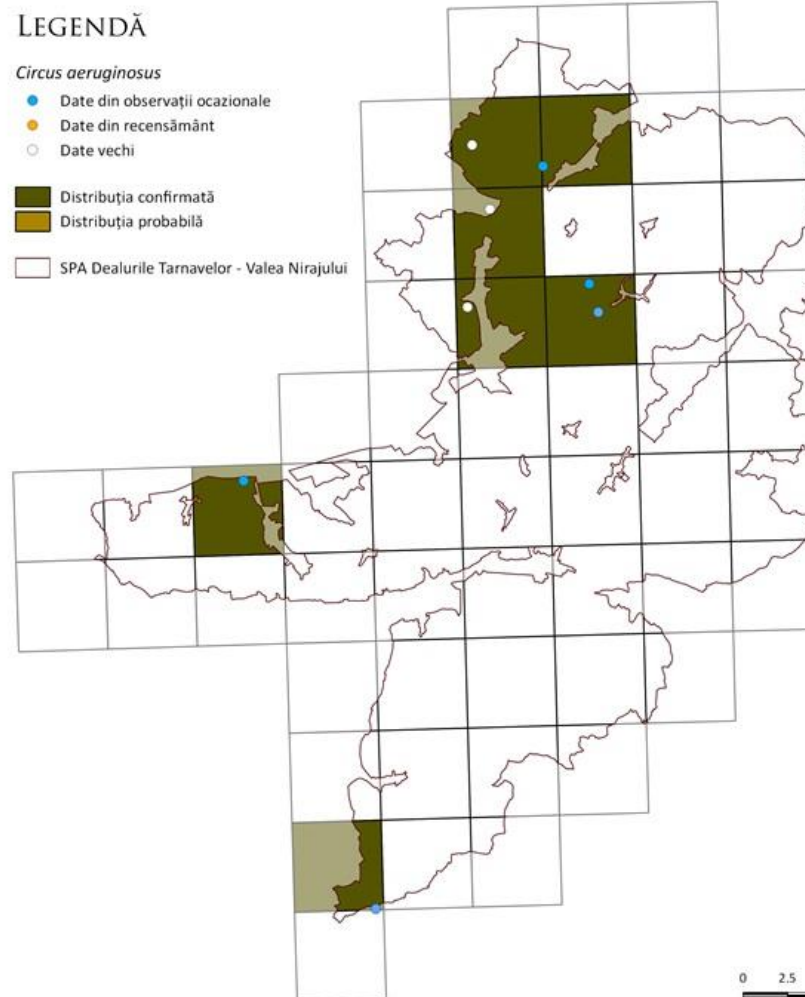 LEGENDĂ
Circus aeruginosus
Date din observații ocazionale
Date din recensământ
Date vechi
Distribuția confirmată
Distribuția probabilă
SPA Dealurile Tarnavelor - Valea Nirajului
0 2.5